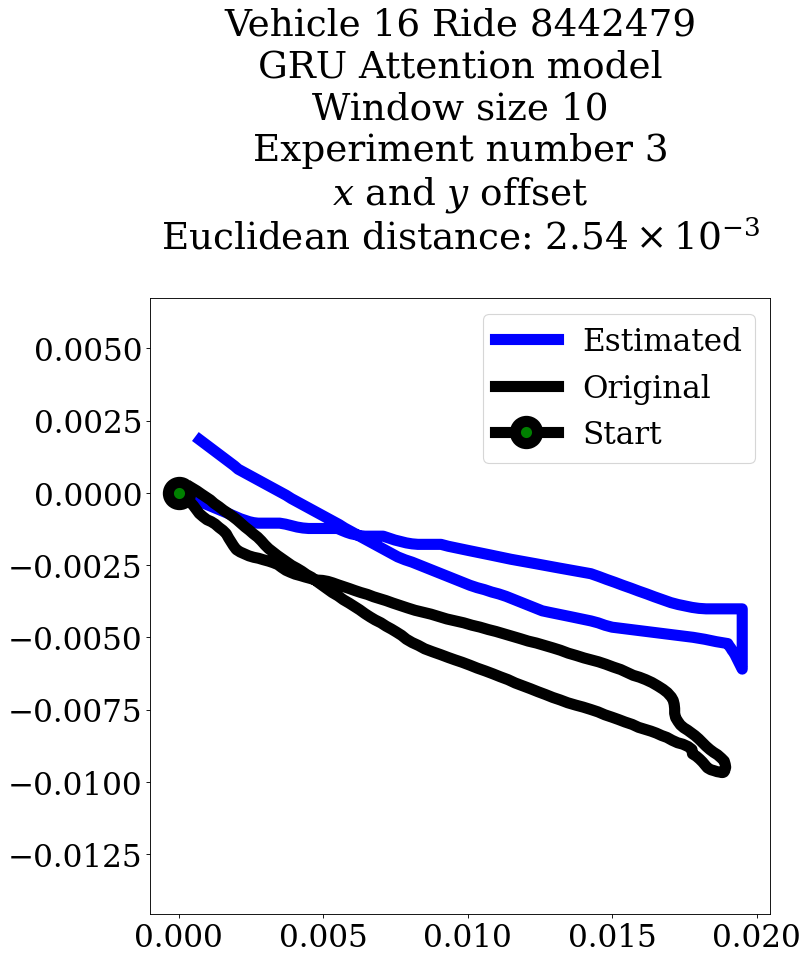 Vehicle 16 Ride 8442479
GRU Attention model
Window size 10
Experiment number 3
x and y offset
Euclidean distance: 2.54 × 10⁻³
Estimated
Original
Start
0.0050
0.0025
0.0000
−0.0025
−0.0050
−0.0075
−0.0100
−0.0125
0.000 0.005 0.010 0.015 0.020